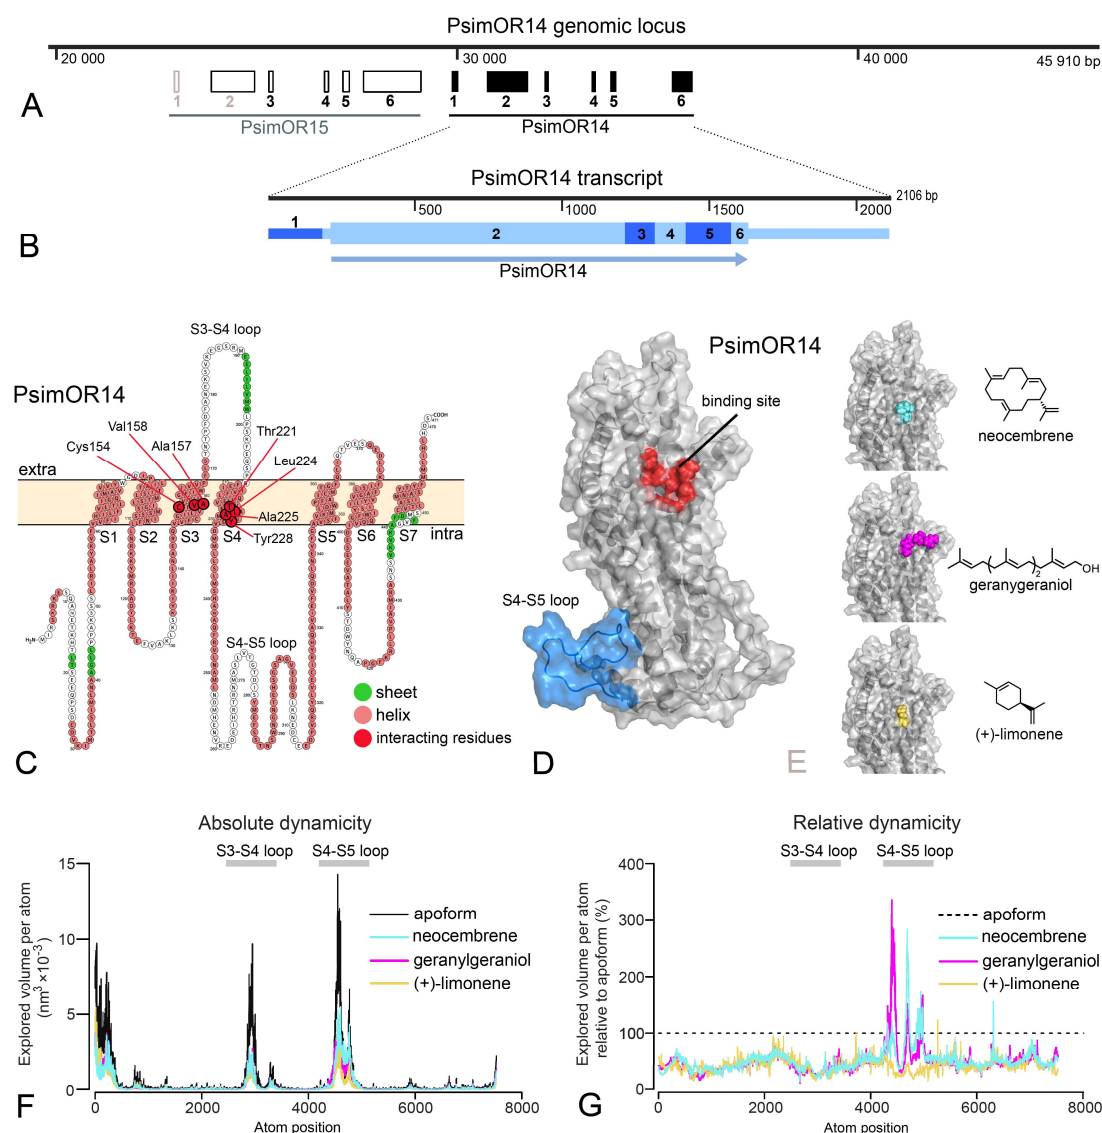 PsimOR14 genomic locus
20 000
30 000
40 000
45 910 bp
1 2 3 4 5 6
1 2 3 4 5 6
A
PsimOR15
PsimOR14
PsimOR14 transcript
2106 bp
500
1000
1500
2000
1
2
3
4
5
6
B
PsimOR14
S3-S4 loop
PsimOR14
Val158
Cys154
Ala157
Thr221
Leu224
extra
Ala225
Tyr228
intra
S1
S2
S3
S4
S5
S6
S7
COOH
H₂N
S4-S5 loop
sheet
helix
interacting residues
C
PsimOR14
binding site
S4-S5 loop
D
neocembrene
2
OH
geranygeraniol
(+)-limonene
E
Absolute dynamicity
S3-S4 loop
S4-S5 loop
Explored volume per atom
(nm³ ×10⁻³)
15
10
5
0
apoform
neocembrene
geranylgeraniol
(+)-limonene
0
2000
4000
6000
8000
Atom position
F
Relative dynamicity
S3-S4 loop
S4-S5 loop
Explored volume per atom
relative to apoform (%)
400
300
200
100
0
apoform
neocembrene
geranylgeraniol
(+)-limonene
0
2000
4000
6000
8000
Atom position
G